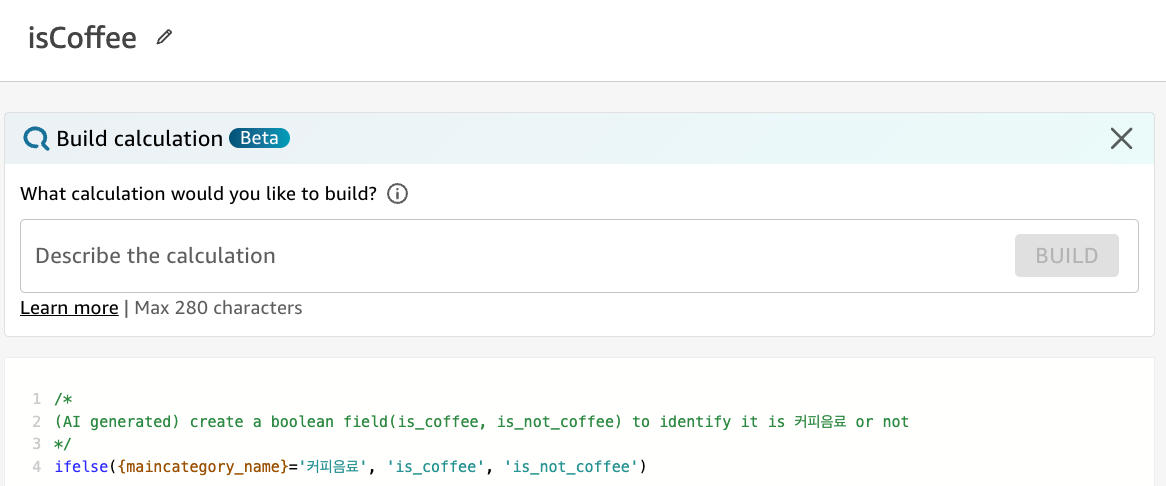 isCoffee
Build calculation Beta
What calculation would you like to build?
Describe the calculation
BUILD
Learn more | Max 280 characters
1 /*
2 (AI generated) create a boolean field(is_coffee, is_not_coffee) to identify it is 커피음료 or not
3 */
4 ifelse({maincategory_name}='커피음료', 'is_coffee', 'is_not_coffee')